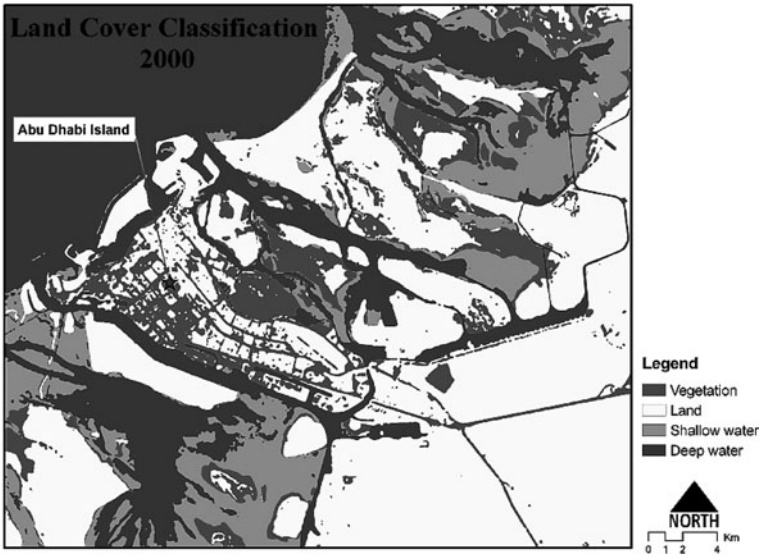 Land Cover Classification
2000
Abu Dhabi Island
Legend
Vegetation
Land
Shallow water
Deep water
NORTH
Km
0 1 2 4